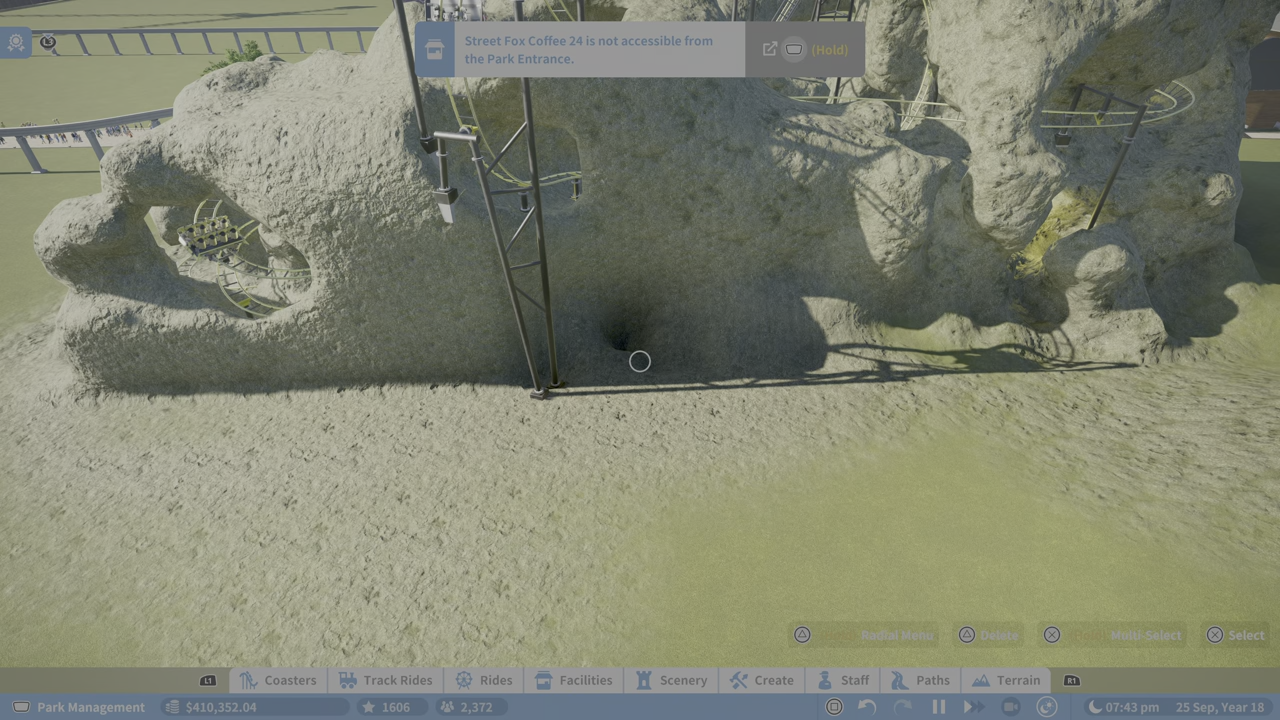 Street Fox Coffee 24 is not accessible from
the Park Entrance.
(Hold)
Radial Menu
Delete
Multi-Select
Select
L1
Coasters
Track Rides
Rides
Facilities
Scenery
Create
Staff
Paths
Terrain
R1
Park Management
$410,352.04
1606
2,372
07:43 pm
25 Sep, Year 18